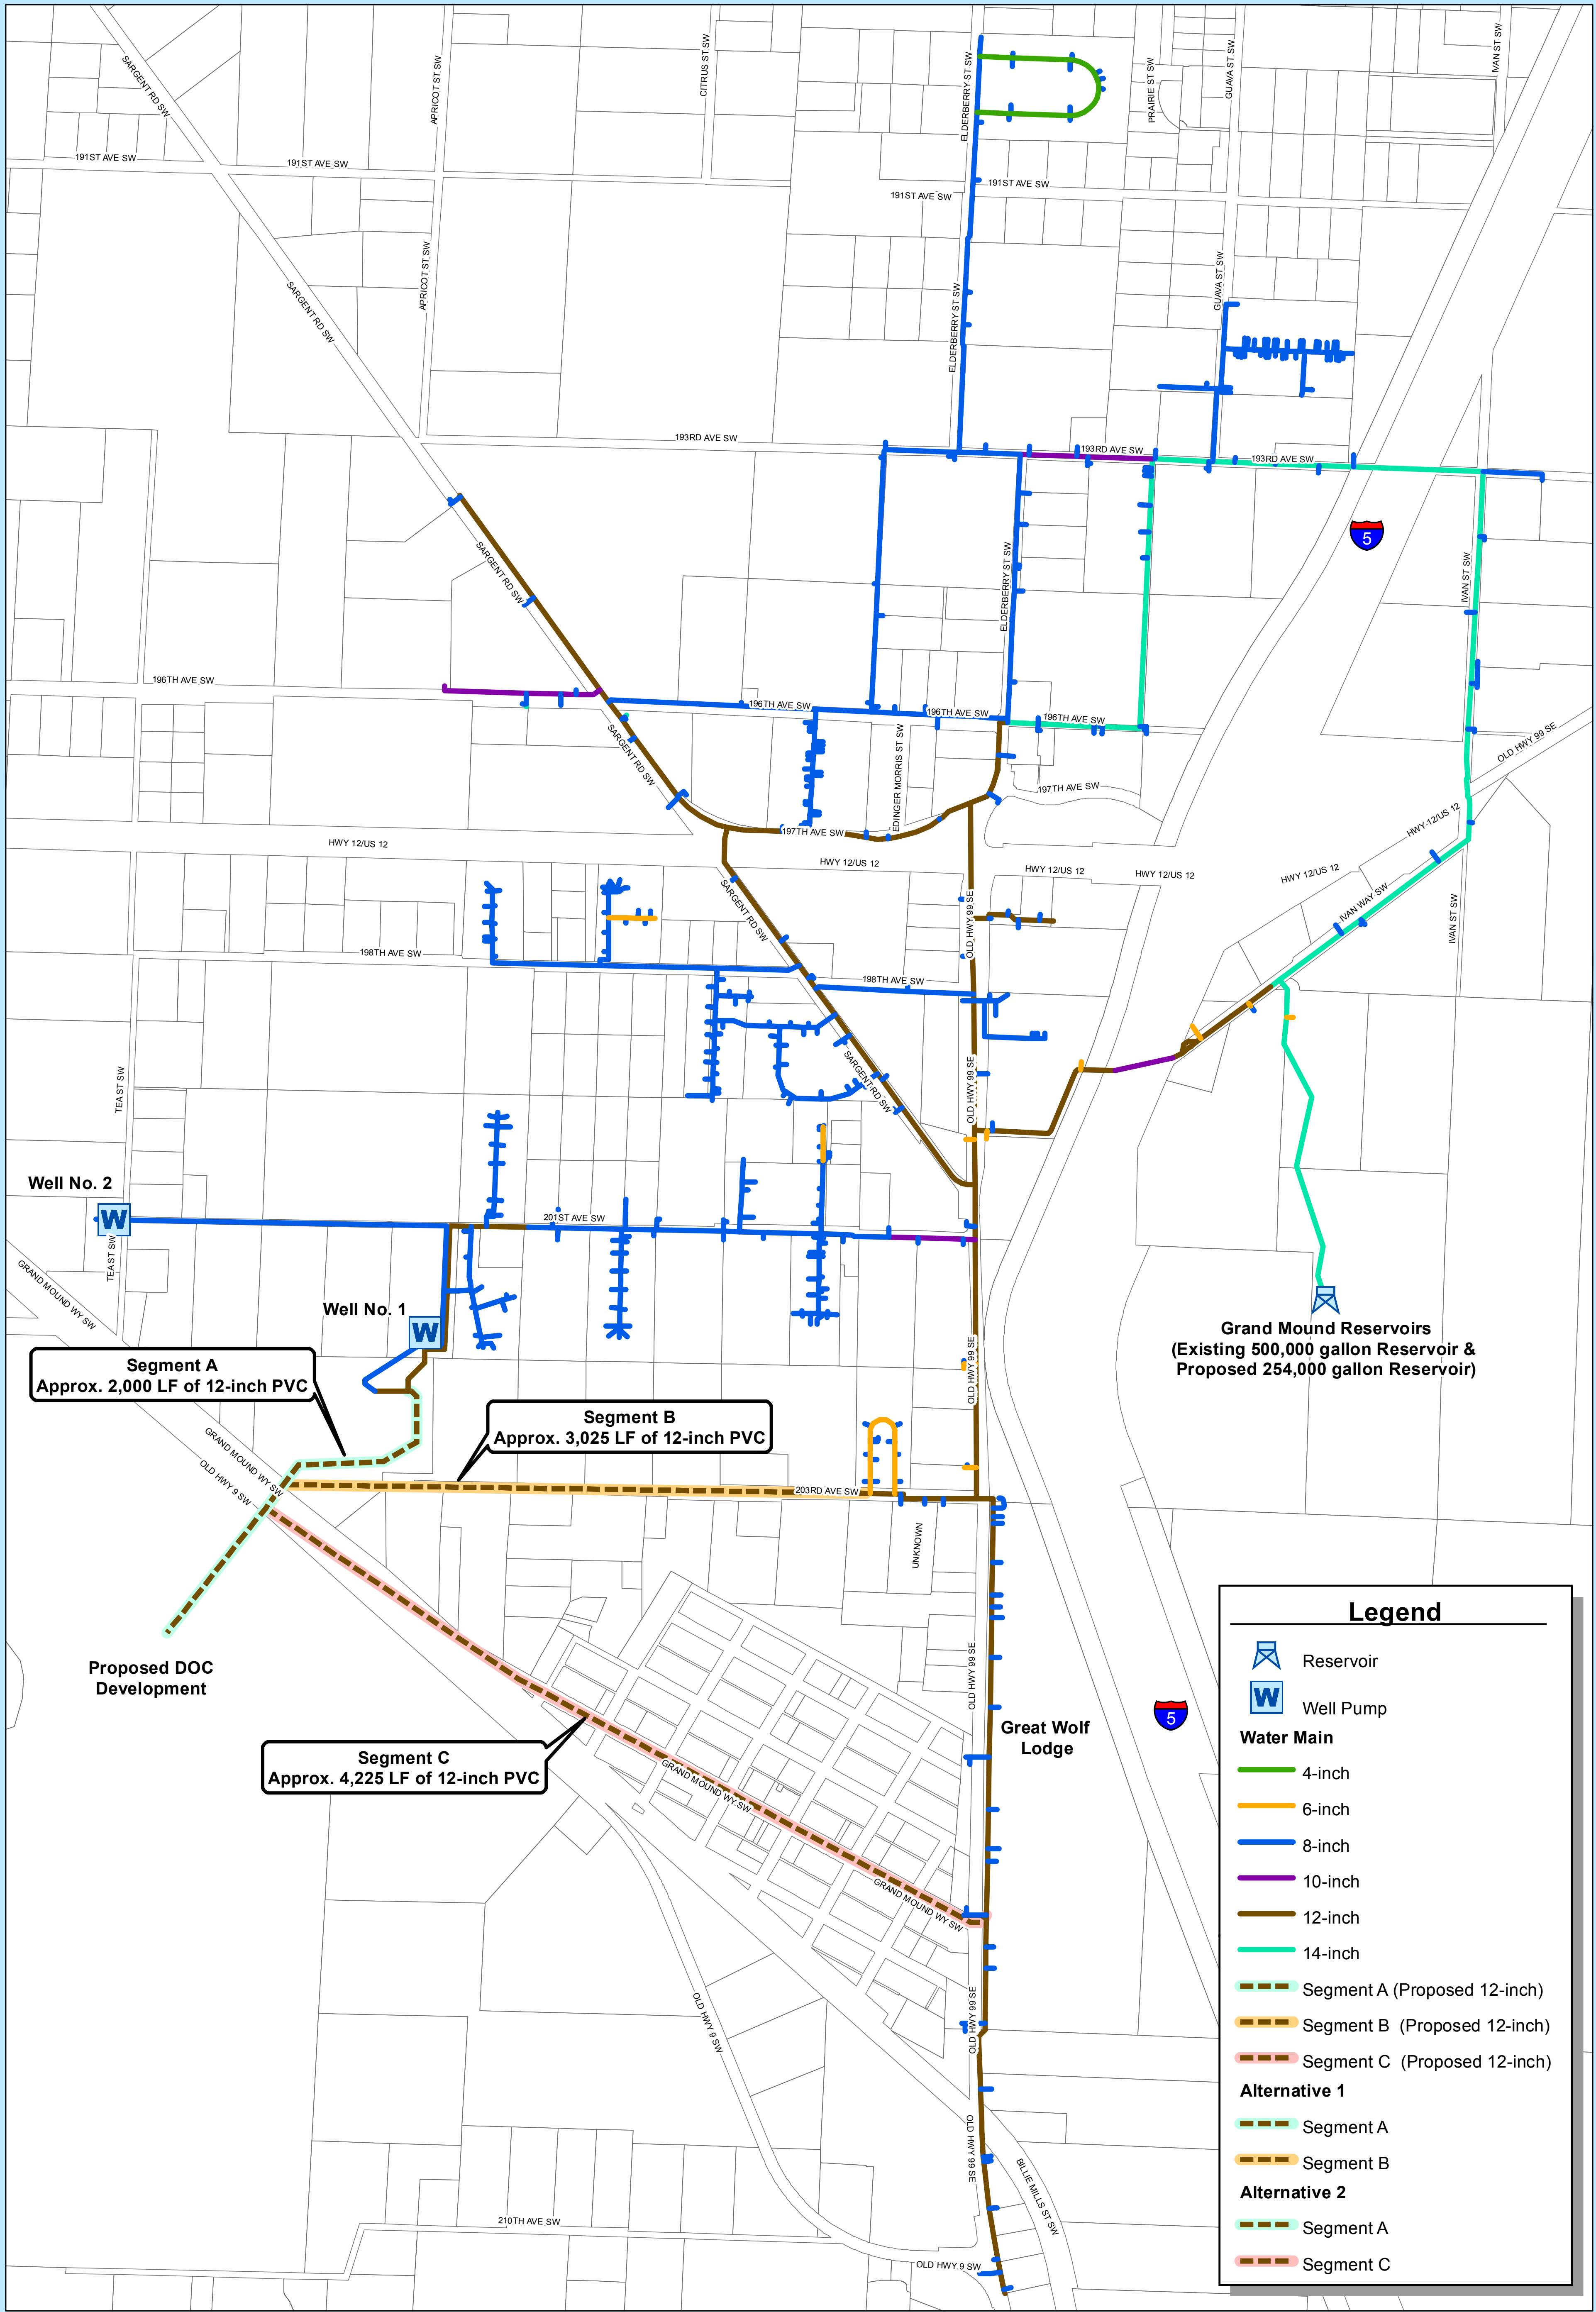 SARGENT RD SW
APRICOT ST SW
CITRUS ST SW
ELDERBERRY ST SW
PRAIRIE ST SW
GUAVA ST SW
IVAN ST SW
191ST AVE SW
191ST AVE SW
191ST AVE SW
191ST AVE SW
APRICOT ST SW
SARGENT RD SW
ELDERBERRY ST SW
GUAVA ST SW
193RD AVE SW
193RD AVE SW
193RD AVE SW
5
SARGENT RD SW
ELDERBERRY ST SW
IVAN ST SW
196TH AVE SW
196TH AVE SW
196TH AVE SW
196TH AVE SW
SARGENT RD SW
EDINGER MORRIS ST SW
OLD HWY 99 SE
197TH AVE SW
197TH AVE SW
HWY 12/US 12
HWY 12/US 12
HWY 12/US 12
HWY 12/US 12
HWY 12/US 12
HWY 12/US 12
SARGENT RD SW
OLD HWY 99 SE
IVAN WAY SW
IVAN ST SW
198TH AVE SW
198TH AVE SW
TEA ST SW
SARGENT RD SW
OLD HWY 99 SE
Well No. 2
W
201ST AVE SW
TEA ST SW
GRAND MOUND WY SW
Well No. 1
W
Grand Mound Reservoirs
(Existing 500,000 gallon Reservoir &
Proposed 254,000 gallon Reservoir)
OLD HWY 99 SE
Segment A
Approx. 2,000 LF of 12-inch PVC
Segment B
Approx. 3,025 LF of 12-inch PVC
GRAND MOUND WY SW
OLD HWY 9 SW
203RD AVE SW
UNKNOWN
Proposed DOC
Development
OLD HWY 99 SE
Great Wolf
Lodge
5
Segment C
Approx. 4,225 LF of 12-inch PVC
GRAND MOUND WY SW
GRAND MOUND WY SW
OLD HWY 9 SW
OLD HWY 99 SE
OLD HWY 99 SE
BILLIE MILLS ST SW
210TH AVE SW
OLD HWY 9 SW
Legend
Reservoir
W
Well Pump
Water Main
4-inch
6-inch
8-inch
10-inch
12-inch
14-inch
Segment A (Proposed 12-inch)
Segment B (Proposed 12-inch)
Segment C (Proposed 12-inch)
Alternative 1
Segment A
Segment B
Alternative 2
Segment A
Segment C